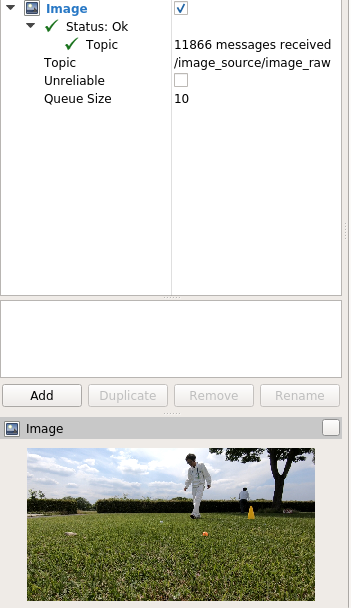 Image
Status: Ok
Topic 11866 messages received
Topic /image_source/image_raw
Unreliable
Queue Size 10
Add Duplicate Remove Rename
Image